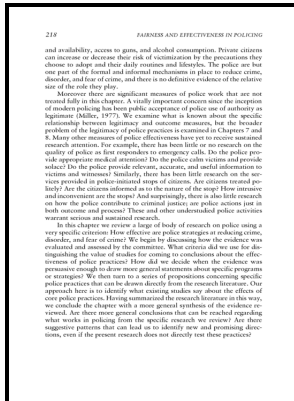 218 FAIRNESS AND EFFECTIVENESS IN POLICING
and availability, access to guns, and alcohol consumption. Private citizens
can increase or decrease their risk of victimization by the precautions they
choose to adopt and their daily routines and lifestyles. The police are but
one part of the formal and informal mechanisms in place to reduce crime,
disorder, and fear of crime, and there is no definitive evidence of the relative
size of the role they play.
Moreover there are significant measures of police work that are not
treated fully in this chapter. A vitally important concern since the inception
of modern policing has been public acceptance of police use of authority as
legitimate (Miller, 1977). We examine what is known about the specific
relationship between legitimacy and outcome measures, but the broader
problem of the legitimacy of police practices is examined in Chapters 7 and
8. Many other measures of police effectiveness have yet to receive sustained
research attention. For example, there has been little or no research on the
quality of police as first responders to emergency calls. Do the police pro-
vide appropriate medical attention? Do the police calm victims and provide
solace? Do the police provide relevant, accurate, and useful information to
victims and witnesses? Similarly, there has been little research on the ser-
vices provided in police-initiated stops of citizens. Are citizens treated po-
litely? Are the citizens informed as to the nature of the stop? How intrusive
and inconvenient are the stops? And surprisingly, there is also little research
on how the police contribute to criminal justice; are police actions just in
both outcome and process? These and other understudied police activities
warrant serious and sustained research.
In this chapter we review a large of body of research on policing using a
very specific criterion: How effective are police strategies at reducing crime,
disorder, and fear of crime? We begin by discussing how the evidence was
evaluated and assessed by the committee. What criteria did we use for dis-
tinguishing the value of studies for coming to conclusions about the effec-
tiveness of police practices? How did we decide when the evidence was
persuasive enough to draw more general statements about specific programs
or strategies? We then turn to a series of propositions concerning specific
police practices that can be drawn directly from the research literature. Our
approach here is to identify what existing studies say about the effects of
core police practices. Having summarized the research literature in this way,
we conclude the chapter with a more general synthesis of the evidence re-
viewed. Are there more general conclusions that can be reached regarding
what works in policing from the specific research we review? Are there
suggestive patterns that can lead us to identify new and promising direc-
tions, even if the present research does not directly test these practices?